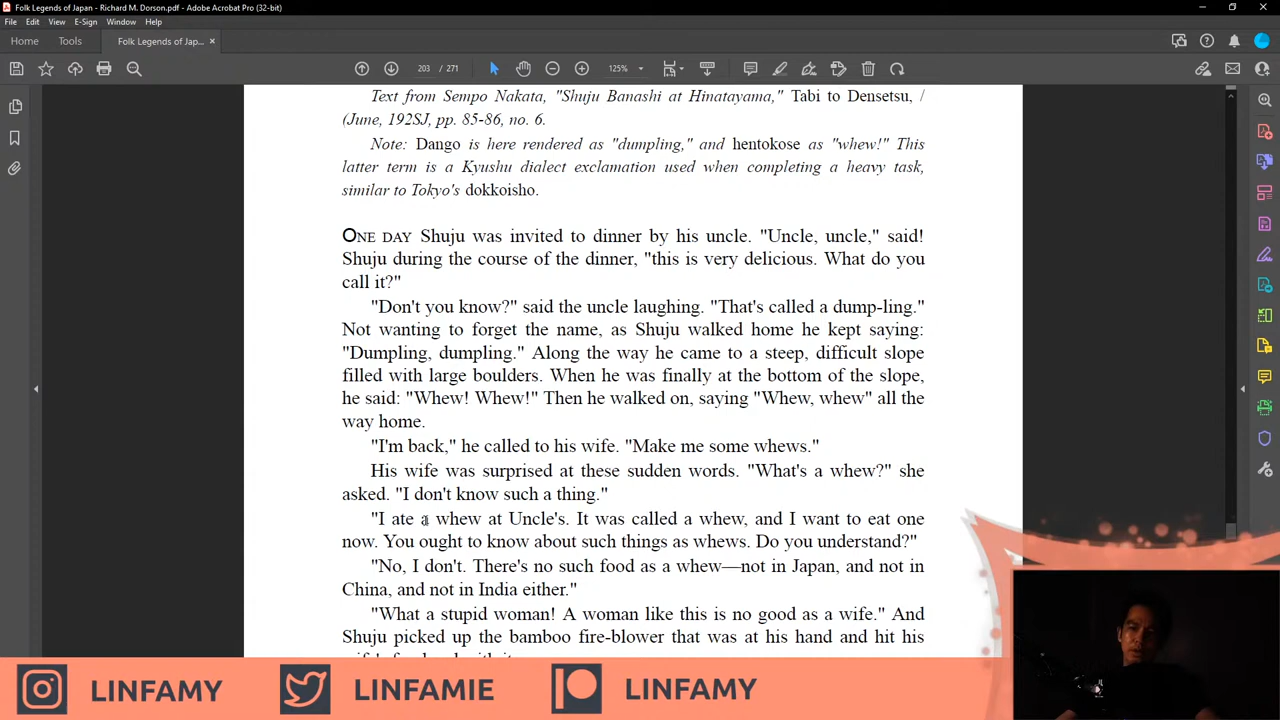 Folk Legends of Japan - Richard M. Dorson.pdf - Adobe Acrobat Pro (32-bit)
File Edit View E-Sign Window Help
Home Tools Folk Legends of Jap... ×
203 / 271 125%
Text from Sempo Nakata, "Shuju Banashi at Hinatayama," Tabi to Densetsu, /
(June, 192SJ, pp. 85-86, no. 6.
Note: Dango is here rendered as "dumpling," and hentokose as "whew!" This
latter term is a Kyushu dialect exclamation used when completing a heavy task,
similar to Tokyo's dokkoisho.
ONE DAY Shuju was invited to dinner by his uncle. "Uncle, uncle," said!
Shuju during the course of the dinner, "this is very delicious. What do you
call it?"
"Don't you know?" said the uncle laughing. "That's called a dump-ling."
Not wanting to forget the name, as Shuju walked home he kept saying:
"Dumpling, dumpling." Along the way he came to a steep, difficult slope
filled with large boulders. When he was finally at the bottom of the slope,
he said: "Whew! Whew!" Then he walked on, saying "Whew, whew" all the
way home.
"I'm back," he called to his wife. "Make me some whews."
His wife was surprised at these sudden words. "What's a whew?" she
asked. "I don't know such a thing."
"I ate a whew at Uncle's. It was called a whew, and I want to eat one
now. You ought to know about such things as whews. Do you understand?"
"No, I don't. There's no such food as a whew—not in Japan, and not in
China, and not in India either."
"What a stupid woman! A woman like this is no good as a wife." And
Shuju picked up the bamboo fire-blower that was at his hand and hit his
LINFAMY LINFAMIE LINFAMY